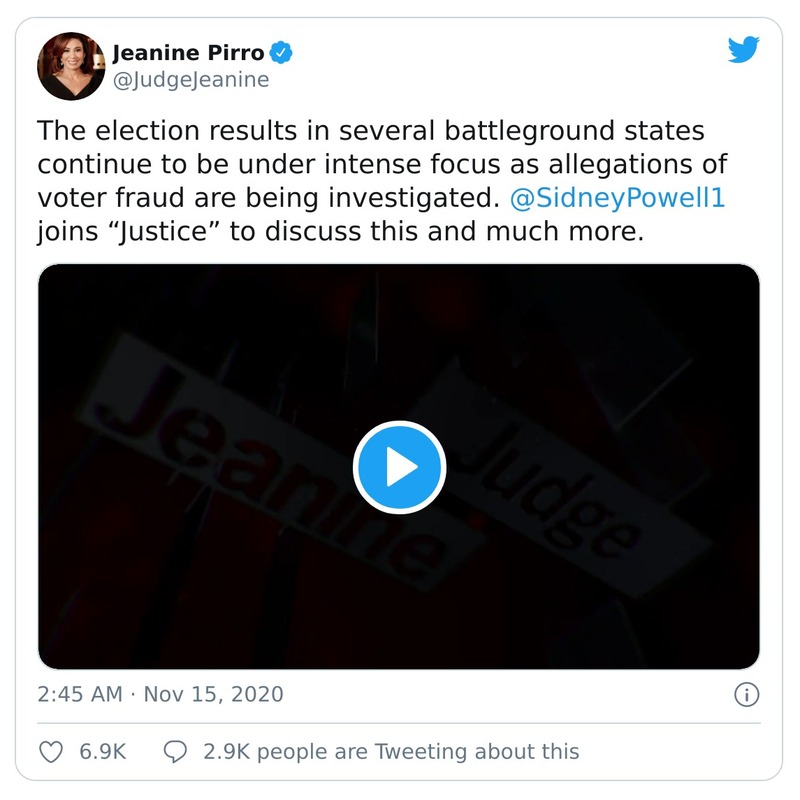 Jeanine Pirro
@JudgeJeanine
The election results in several battleground states
continue to be under intense focus as allegations of
voter fraud are being investigated. @SidneyPowell1
joins “Justice” to discuss this and much more.
Jeanine
Judge
2:45 AM · Nov 15, 2020
6.9K
2.9K people are Tweeting about this